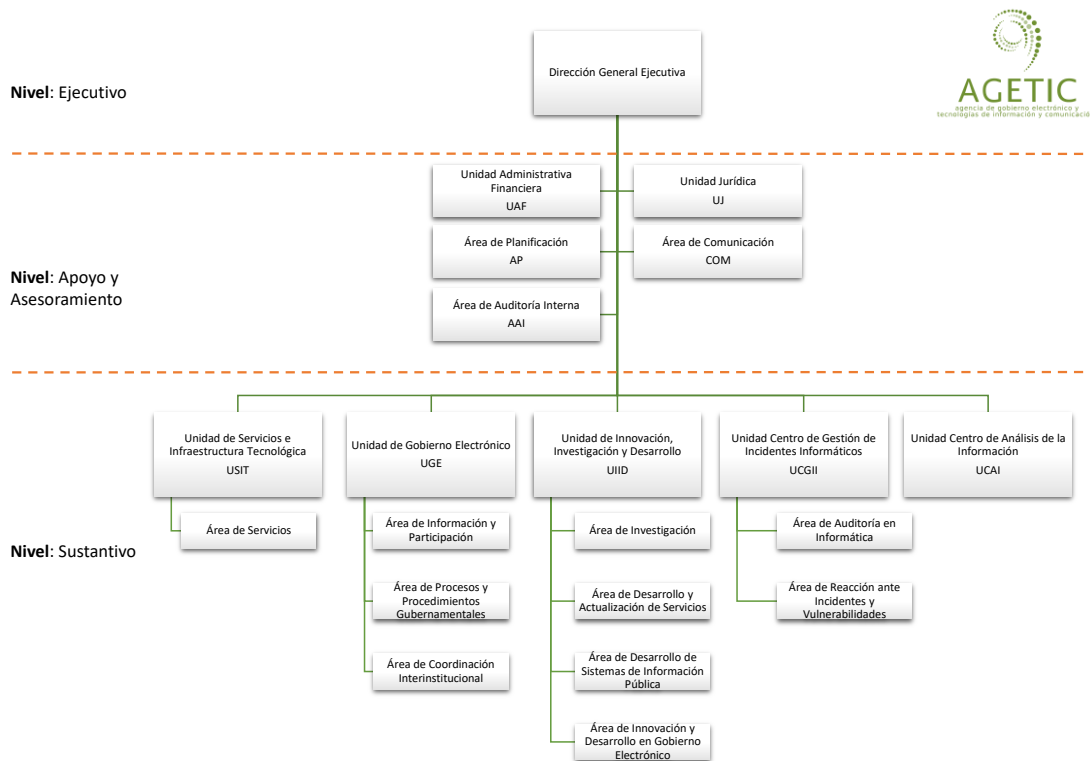 AGETIC
agencia de gobierno electrónico y
tecnologías de información y comunicació
Nivel: Ejecutivo
Dirección General Ejecutiva
Nivel: Apoyo y
Asesoramiento
Unidad Administrativa
Financiera
UAF
Unidad Jurídica
UJ
Área de Planificación
AP
Área de Comunicación
COM
Área de Auditoría Interna
AAI
Nivel: Sustantivo
Unidad de Servicios e
Infraestructura Tecnológica
USIT
Área de Servicios
Unidad de Gobierno Electrónico
UGE
Área de Información y
Participación
Área de Procesos y
Procedimientos
Gubernamentales
Área de Coordinación
Interinstitucional
Unidad de Innovación,
Investigación y Desarrollo
UIID
Área de Investigación
Área de Desarrollo y
Actualización de Servicios
Área de Desarrollo de
Sistemas de Información
Pública
Área de Innovación y
Desarrollo en Gobierno
Electrónico
Unidad Centro de Gestión de
Incidentes Informáticos
UCGII
Área de Auditoría en
Informática
Área de Reacción ante
Incidentes y
Vulnerabilidades
Unidad Centro de Análisis de la
Información
UCAI